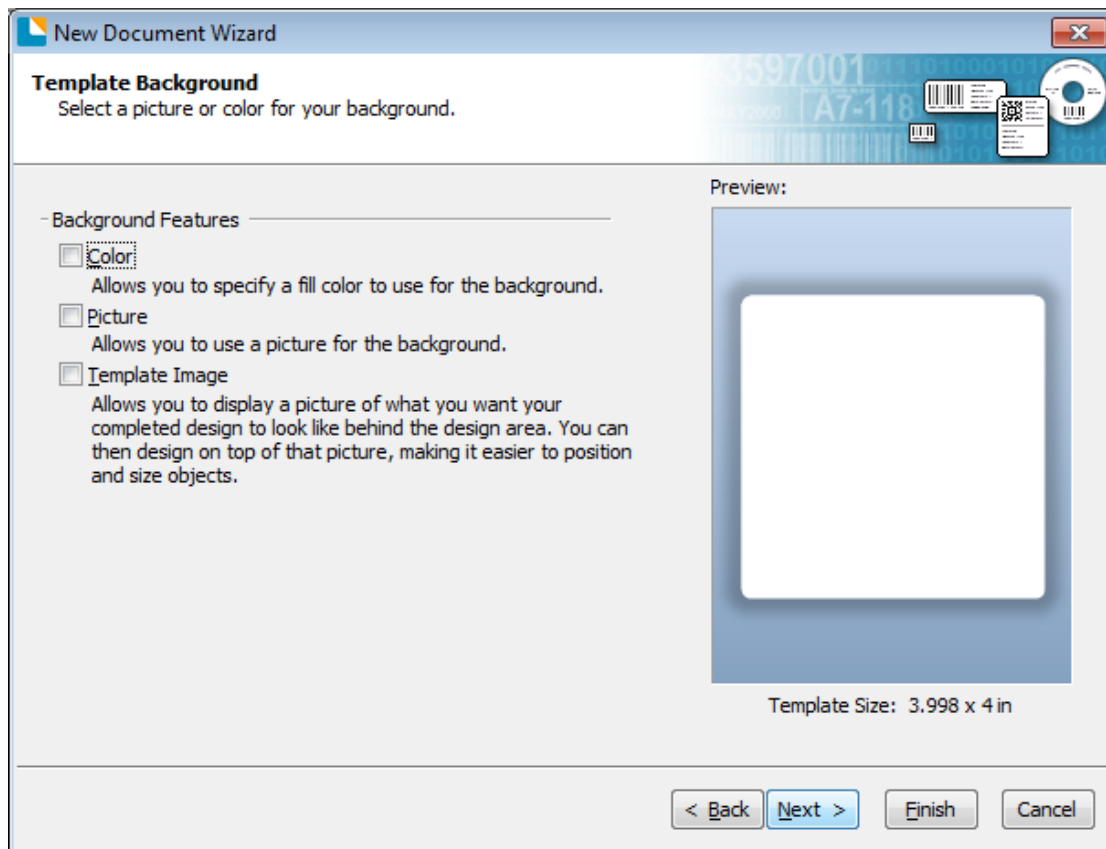 New Document Wizard
Template Background
Select a picture or color for your background.
3597001
A7-118
Preview:
Background Features
Color
Allows you to specify a fill color to use for the background.
Picture
Allows you to use a picture for the background.
Template Image
Allows you to display a picture of what you want your
completed design to look like behind the design area. You can
then design on top of that picture, making it easier to position
and size objects.
Template Size: 3.998 x 4 in
< Back Next > Finish Cancel